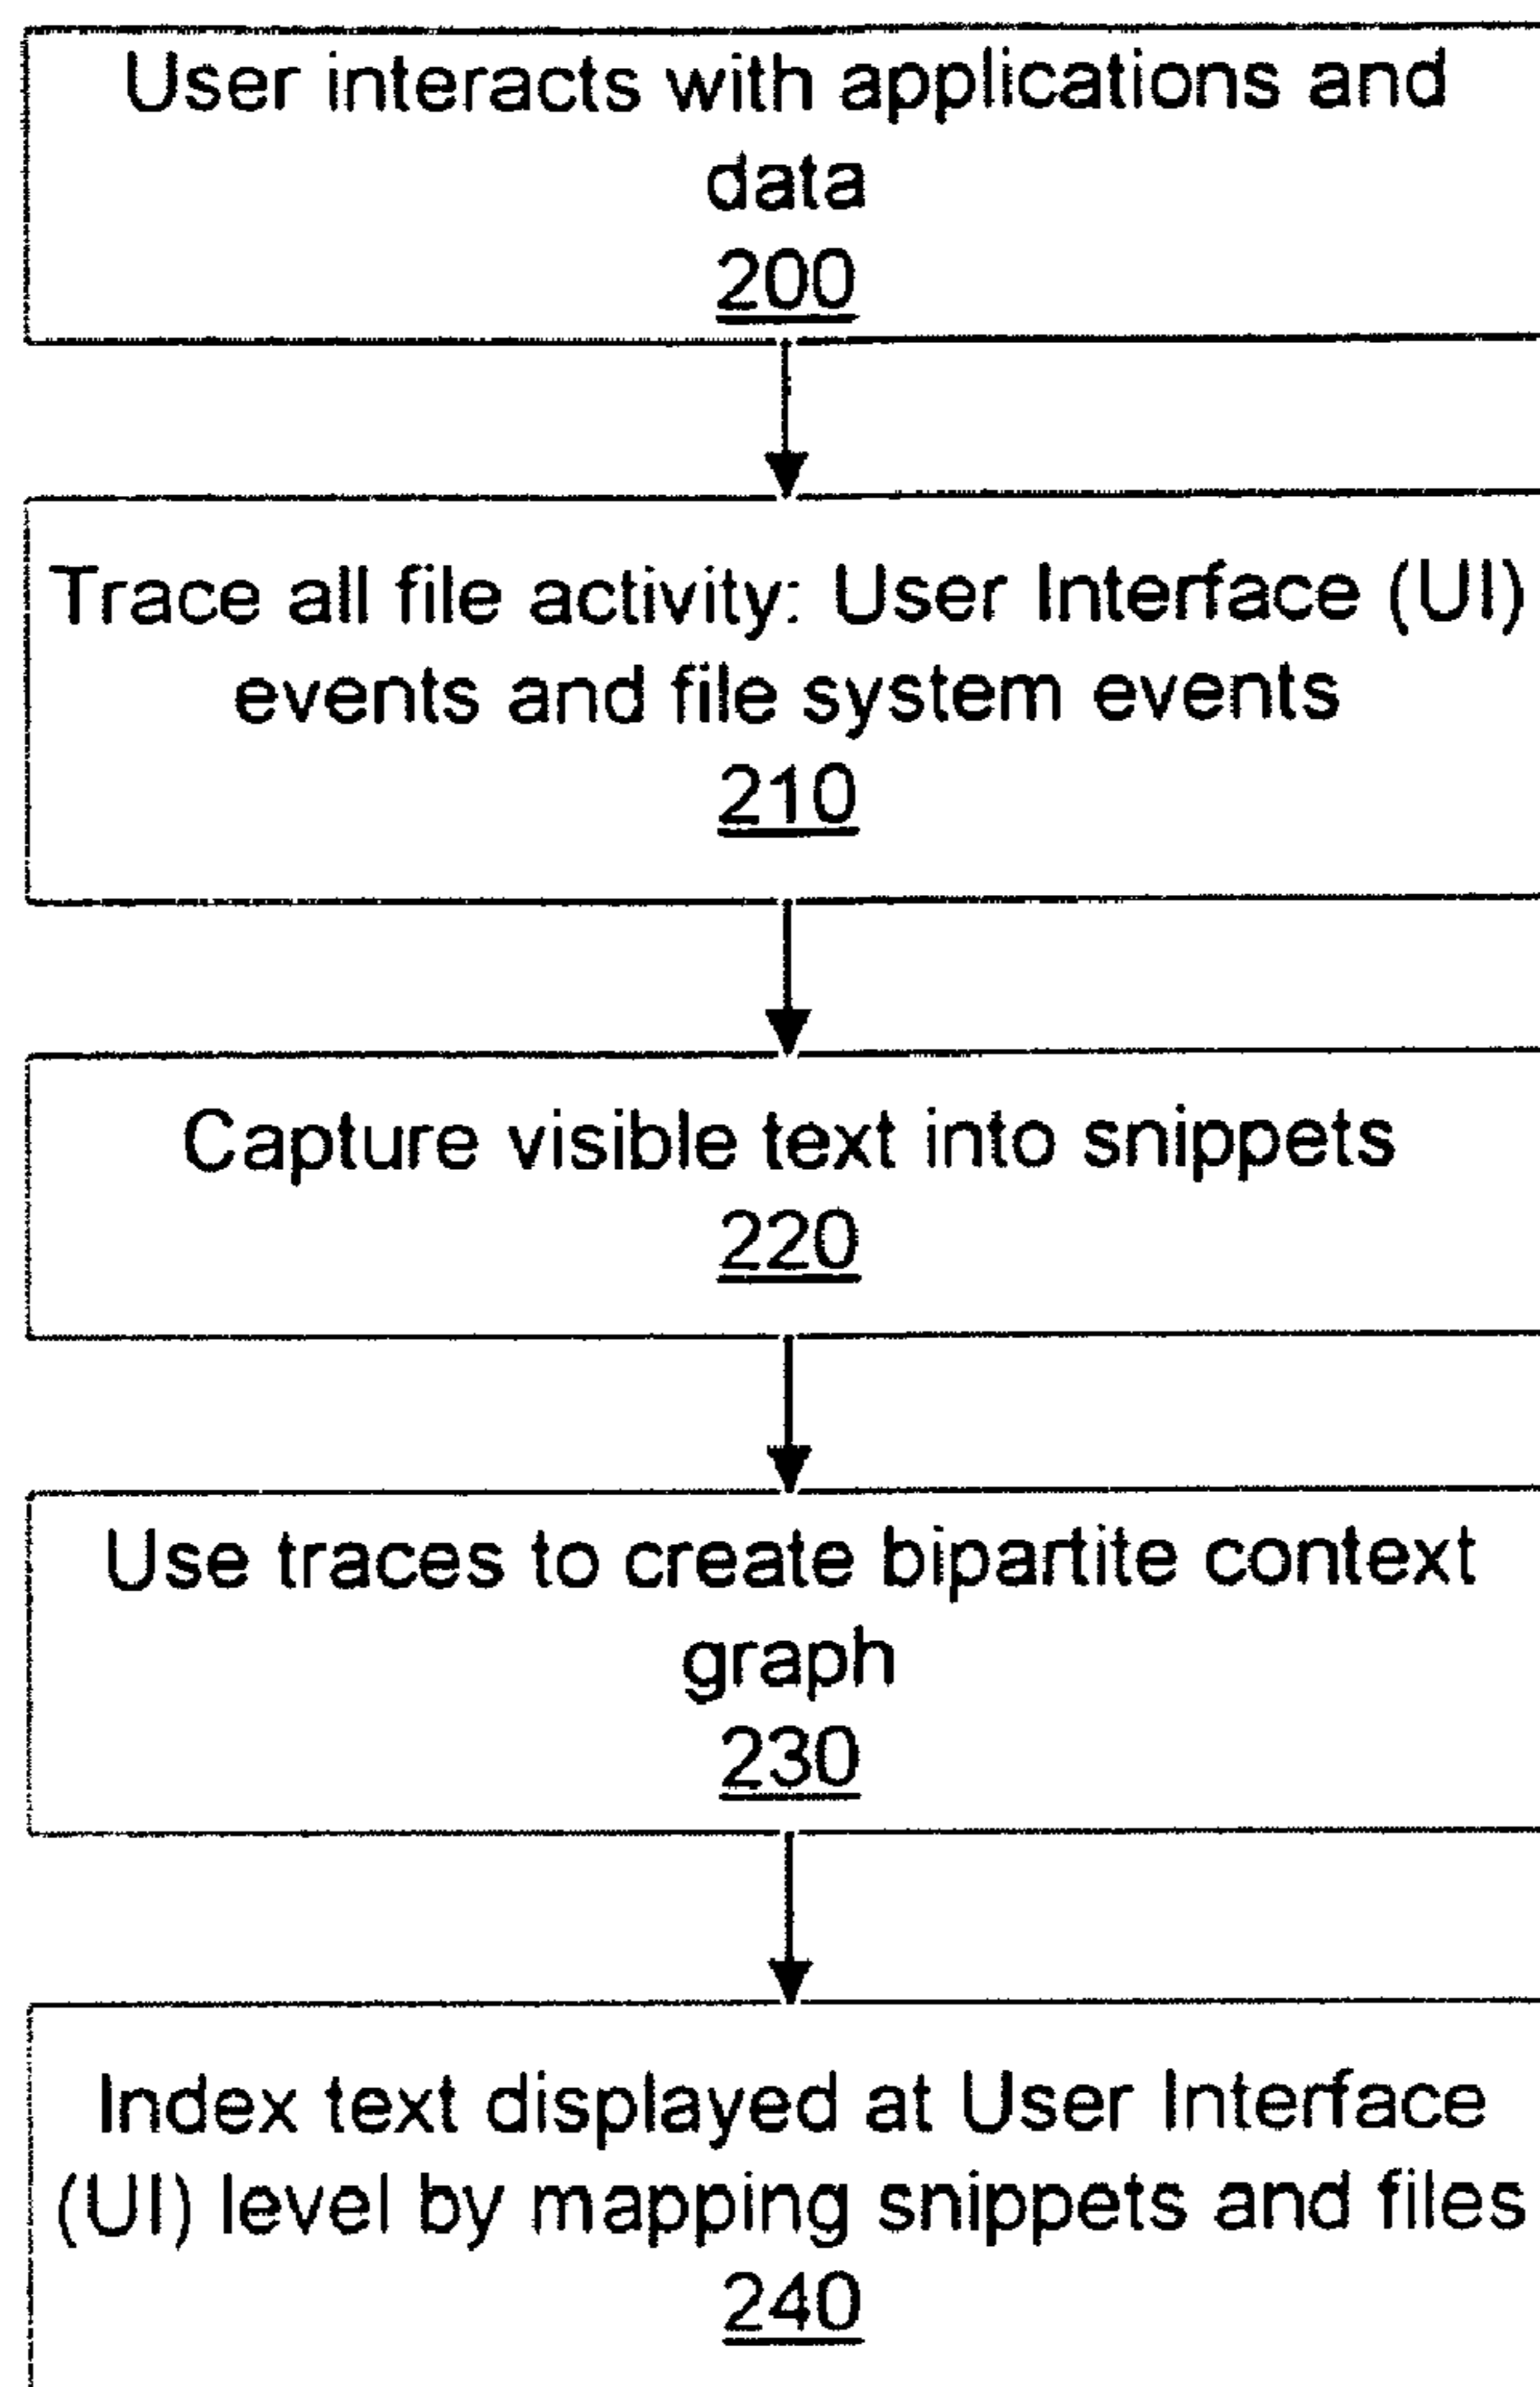 User interacts with applications and
data
200
Trace all file activity: User Interface (UI)
events and file system events
210
Capture visible text into snippets
220
Use traces to create bipartite context
graph
230
Index text displayed at User Interface
(UI) level by mapping snippets and files
240